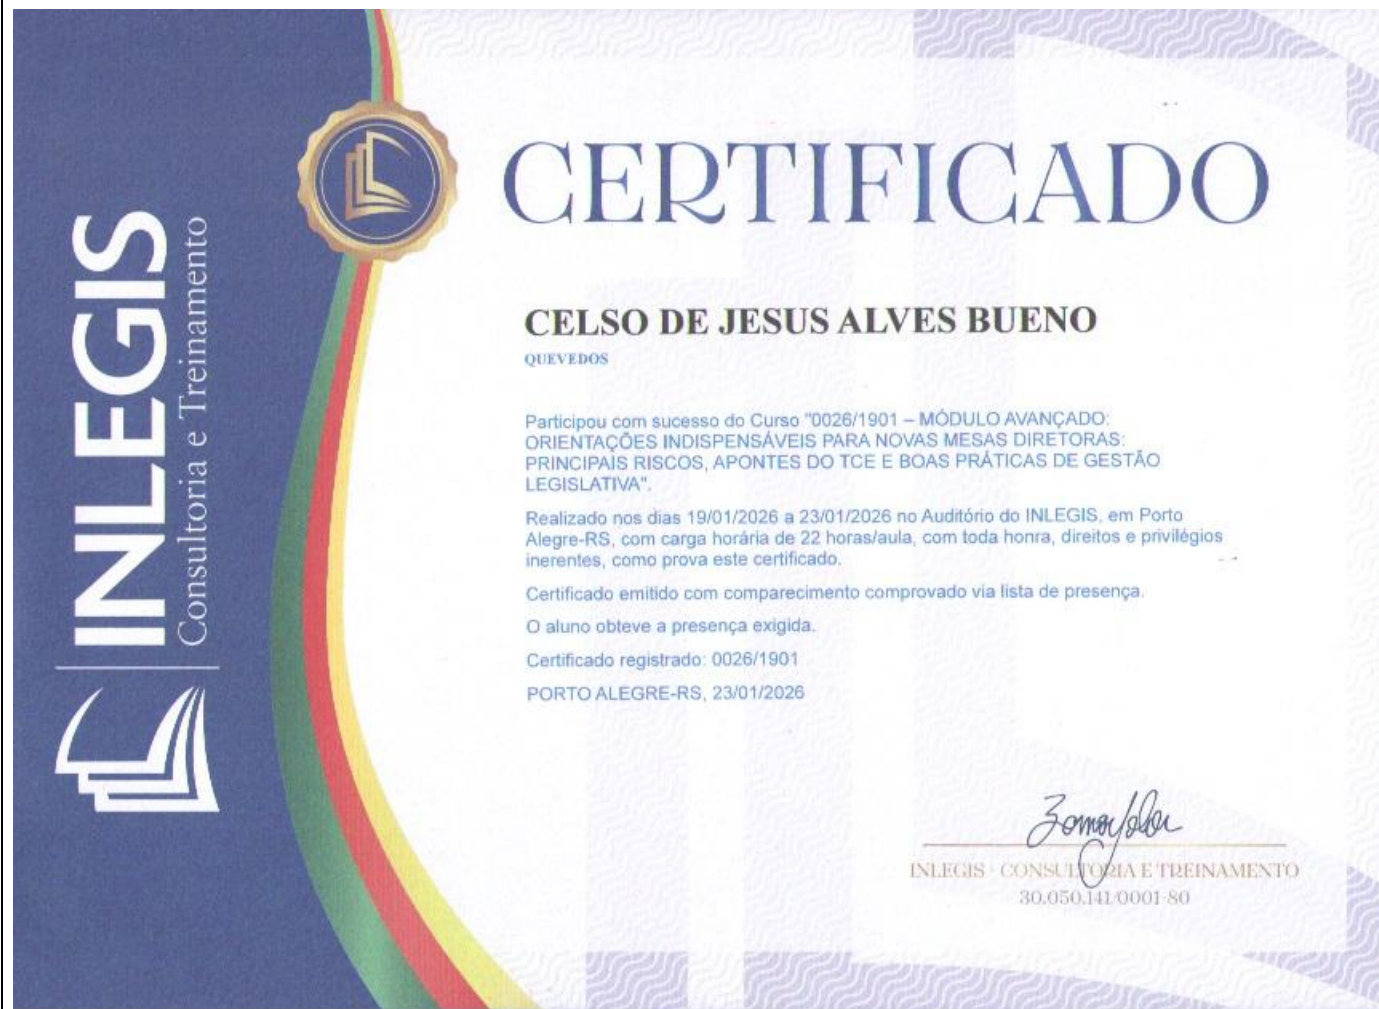 INLEGIS
Consultoria e Treinamento
CERTIFICADO
CELSO DE JESUS ALVES BUENO
QUEVEDOS
Participou com sucesso do Curso "0026/1901 – MÓDULO AVANÇADO:
ORIENTAÇÕES INDISPENSÁVEIS PARA NOVAS MESAS DIRETORAS:
PRINCIPAIS RISCOS, APONTES DO TCE E BOAS PRÁTICAS DE GESTÃO
LEGISLATIVA".
Realizado nos dias 19/01/2026 a 23/01/2026 no Auditório do INLEGIS, em Porto
Alegre-RS, com carga horária de 22 horas/aula, com toda honra, direitos e privilégios
inerentes, como prova este certificado.
Certificado emitido com comparecimento comprovado via lista de presença.
O aluno obteve a presença exigida.
Certificado registrado: 0026/1901
PORTO ALEGRE-RS, 23/01/2026
INLEGIS - CONSULTORIA E TREINAMENTO
30.050.141/0001-80